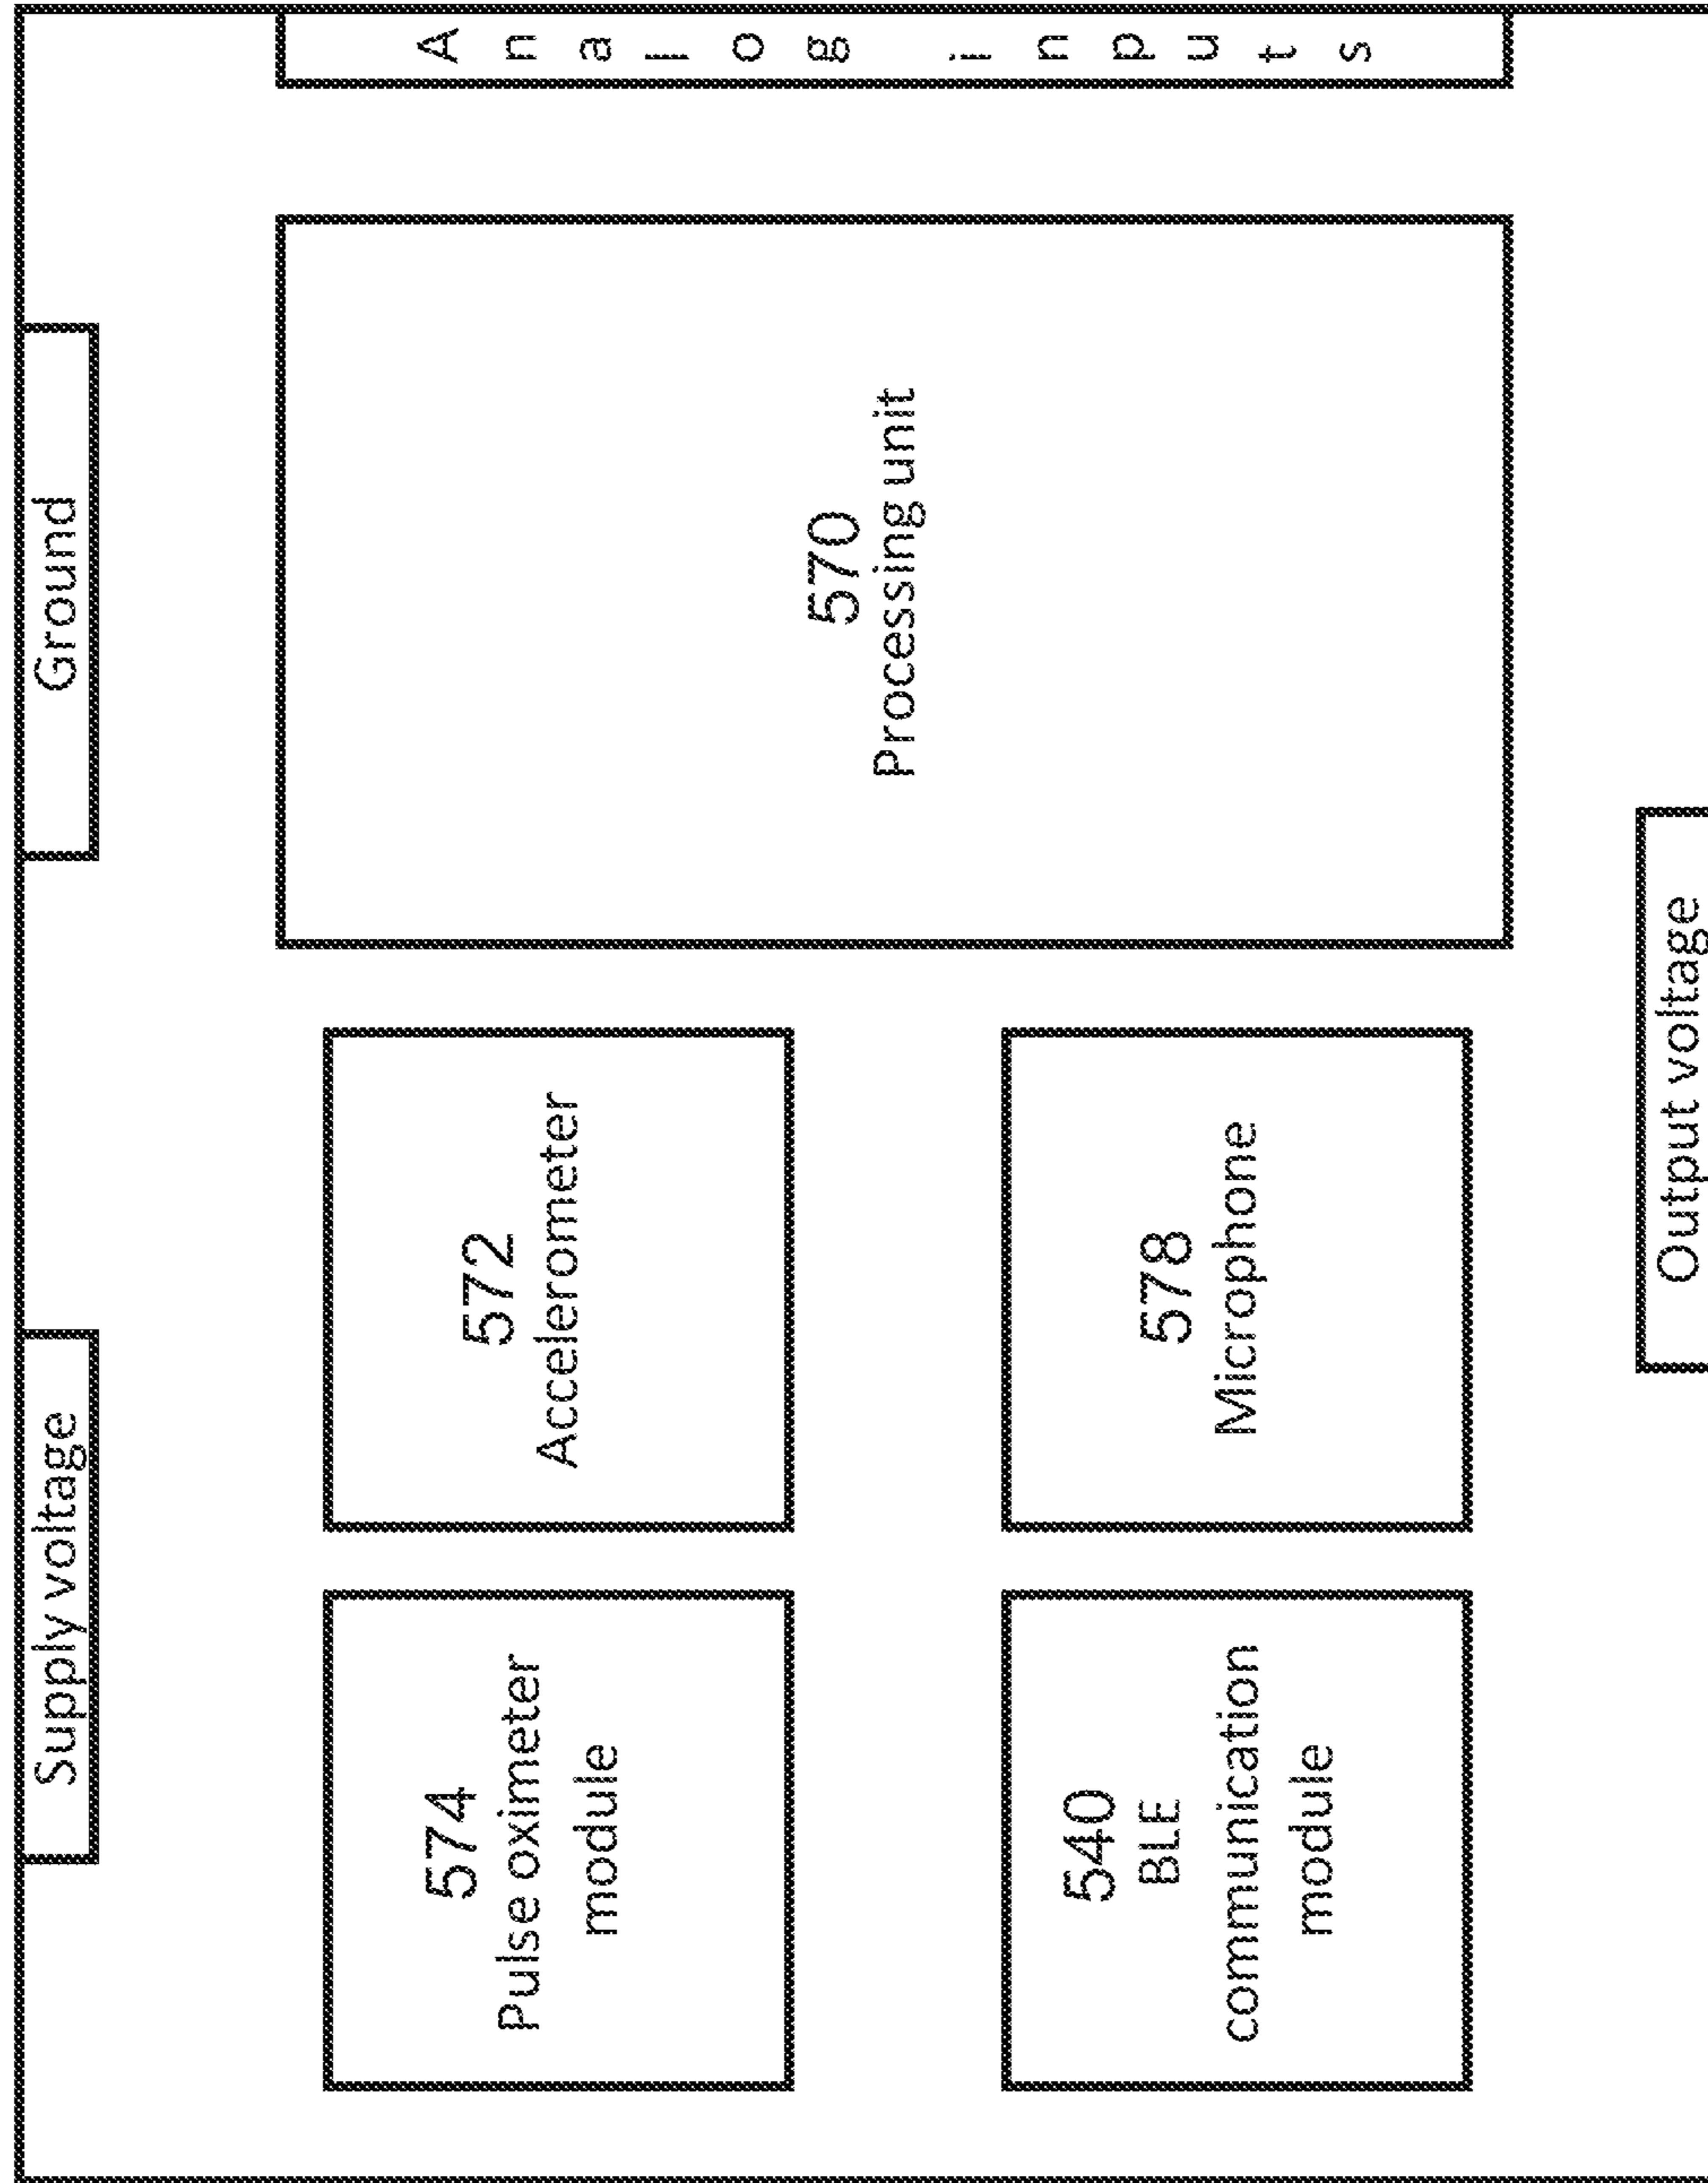 Supply voltage
Ground
574
Pulse oximeter
module
572
Accelerometer
570
Processing unit
Analog inputs
540
BLE
communication
module
578
Microphone
Output voltage